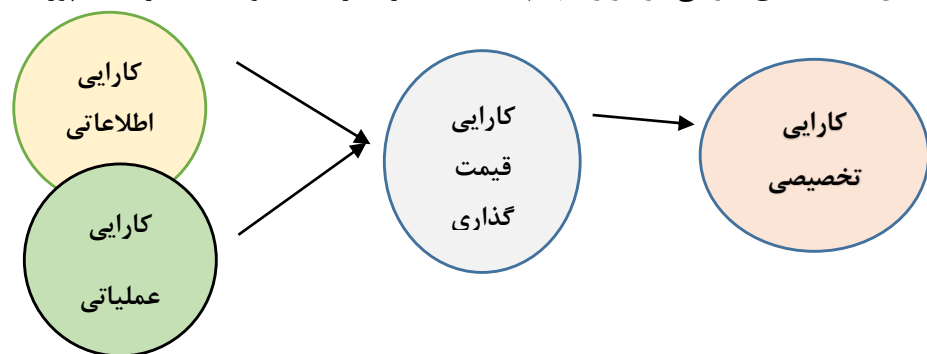 کارایی
اطلاعاتی
کارایی
عملیاتی
کارایی
قیمت
گذاری
کارایی
تخصیصی